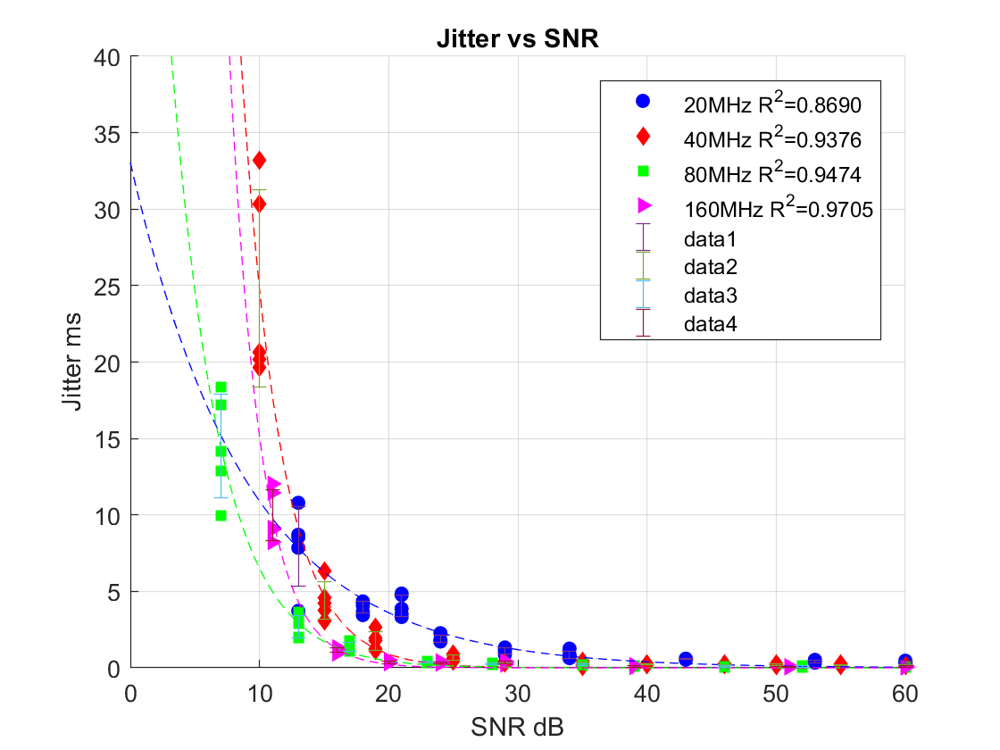 Jitter vs SNR
40
35
30
25
20
15
10
5
0
Jitter ms
20MHz R²=0.8690
40MHz R²=0.9376
80MHz R²=0.9474
160MHz R²=0.9705
data1
data2
data3
data4
0 10 20 30 40 50 60
SNR dB